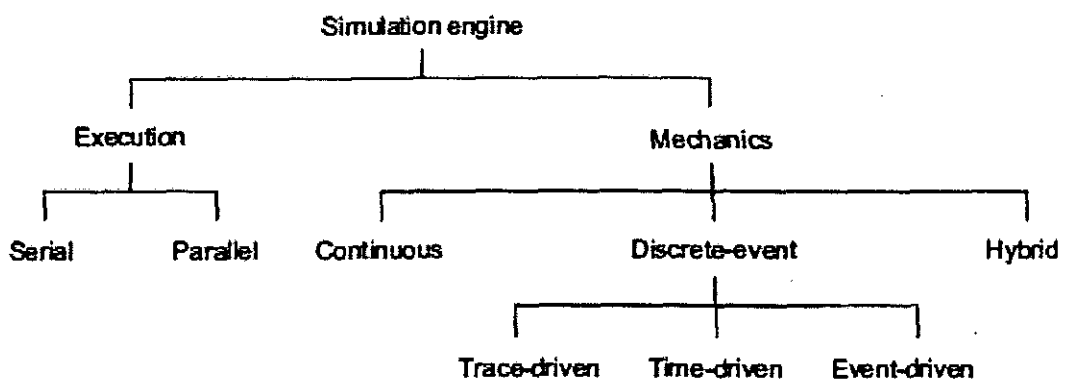 Simulation engine
Execution Mechanics
Serial Parallel Continuous Discrete-event Hybrid
Trace-driven Time-driven Event-driven